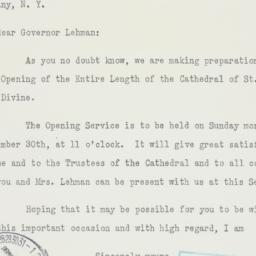 any, N. Y.
Dear Governor Lehman:
As you no doubt know, we are making preparation
Opening of the Entire Length of the Cathedral of St.
Divine.
The Opening Service is to be held on Sunday mor
mber 30th, at 11 o'clock. It will give great satisf
e and to the Trustees of the Cathedral and to all co
you and Mrs. Lehman can be present with us at this Se
Hoping that it may be possible for you to be wi
this important occasion and with high regard, I am
Sincerely yours